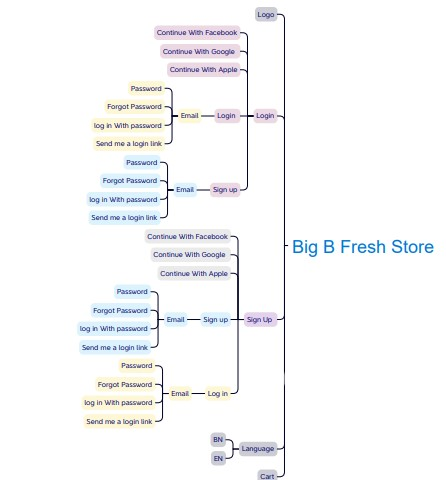 Logo
Continue With Facebook
Continue With Google
Continue With Apple
Password
Forgot Password
log in With password
Send me a login link
Email
Login
Login
Password
Forgot Password
log in With password
Send me a login link
Email
Sign up
Big B Fresh Store
Continue With Facebook
Continue With Google
Continue With Apple
Password
Forgot Password
log in With password
Send me a login link
Email
Sign up
Sign Up
Password
Forgot Password
log in With password
Send me a login link
Email
Log in
BN
EN
Language
Cart